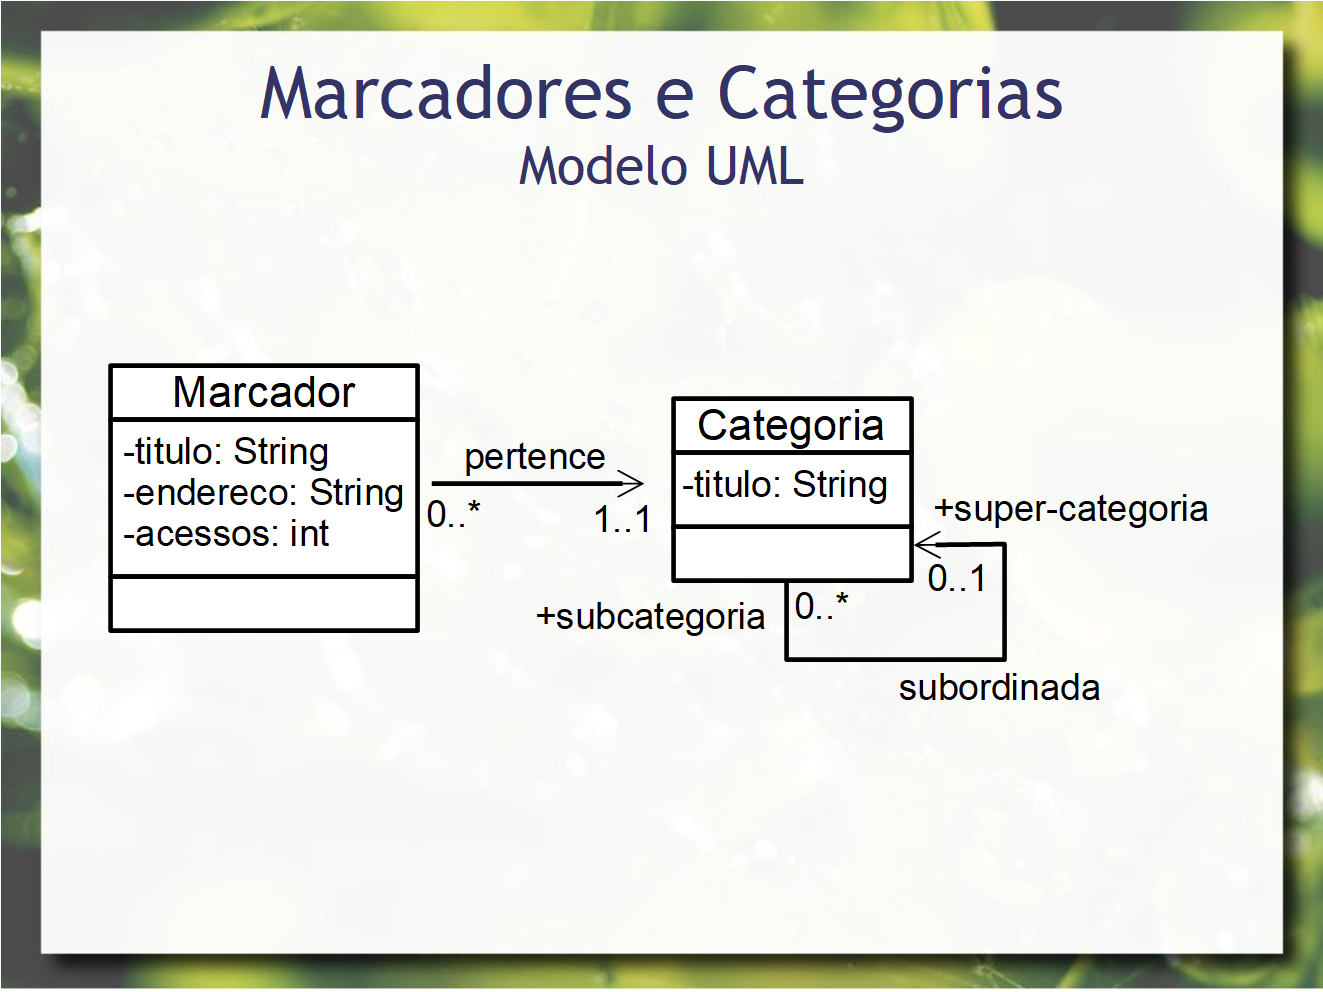 Marcadores e Categorias
Modelo UML
Marcador
-titulo: String
-endereco: String
-acessos: int
pertence
0..*
1..1
Categoria
-titulo: String
+super-categoria
0..1
+subcategoria
0..*
subordinada